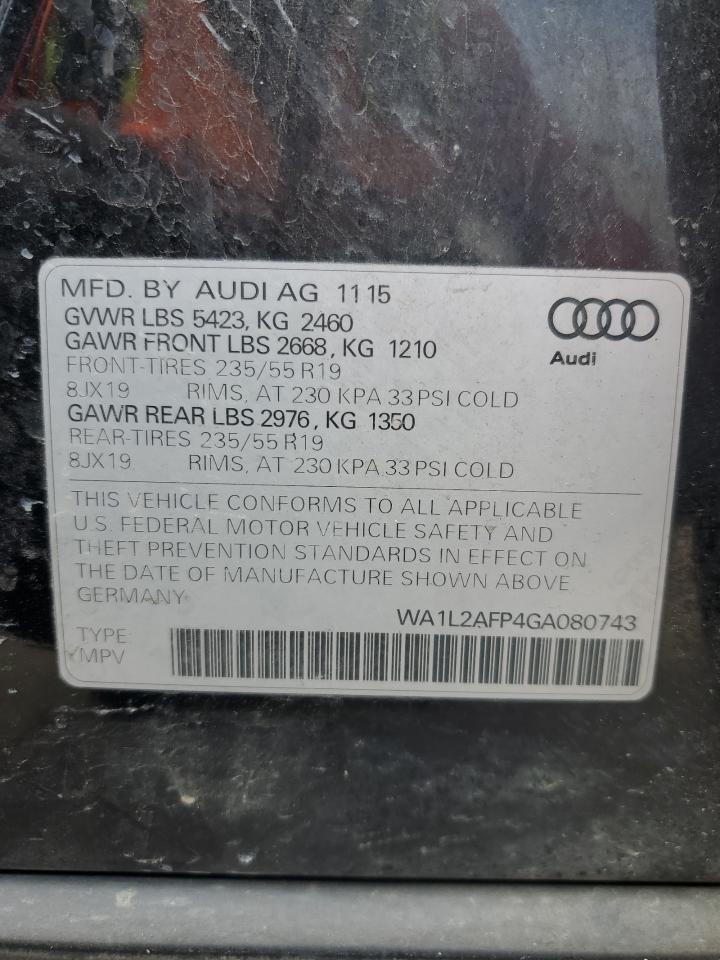 MFD. BY AUDI AG 11 15
GVWR LBS 5423, KG 2460
GAWR FRONT LBS 2668, KG 1210
FRONT-TIRES 235/55 R19
8JX19 RIMS, AT 230 KPA 33 PSI COLD
GAWR REAR LBS 2976, KG 1350
REAR-TIRES 235/55 R19
8JX19 RIMS, AT 230 KPA 33 PSI COLD
Audi
THIS VEHICLE CONFORMS TO ALL APPLICABLE
U.S. FEDERAL MOTOR VEHICLE SAFETY AND
THEFT PREVENTION STANDARDS IN EFFECT ON
THE DATE OF MANUFACTURE SHOWN ABOVE
GERMANY
WA1L2AFP4GA080743
TYPE
MPV